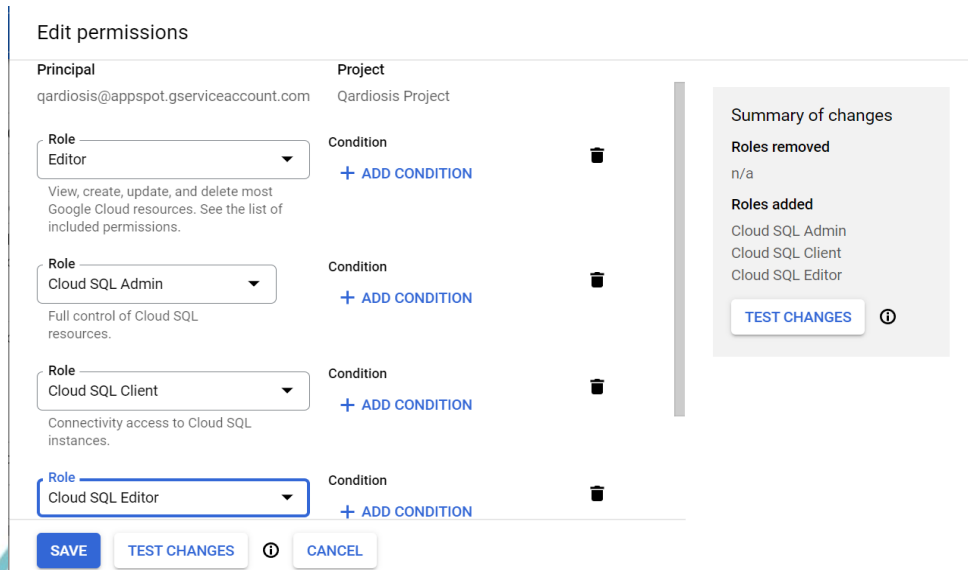 Edit permissions
Principal
Project
qardiosis@appspot.gserviceaccount.com
Qardiosis Project
Role
Editor
Condition
ADD CONDITION
View, create, update, and delete most
Google Cloud resources. See the list of
included permissions.
Role
Cloud SQL Admin
Condition
ADD CONDITION
Full control of Cloud SQL
resources.
Role
Cloud SQL Client
Condition
ADD CONDITION
Connectivity access to Cloud SQL
instances.
Role
Cloud SQL Editor
Condition
ADD CONDITION
SAVE
TEST CHANGES
CANCEL
Summary of changes
Roles removed
n/a
Roles added
Cloud SQL Admin
Cloud SQL Client
Cloud SQL Editor
TEST CHANGES